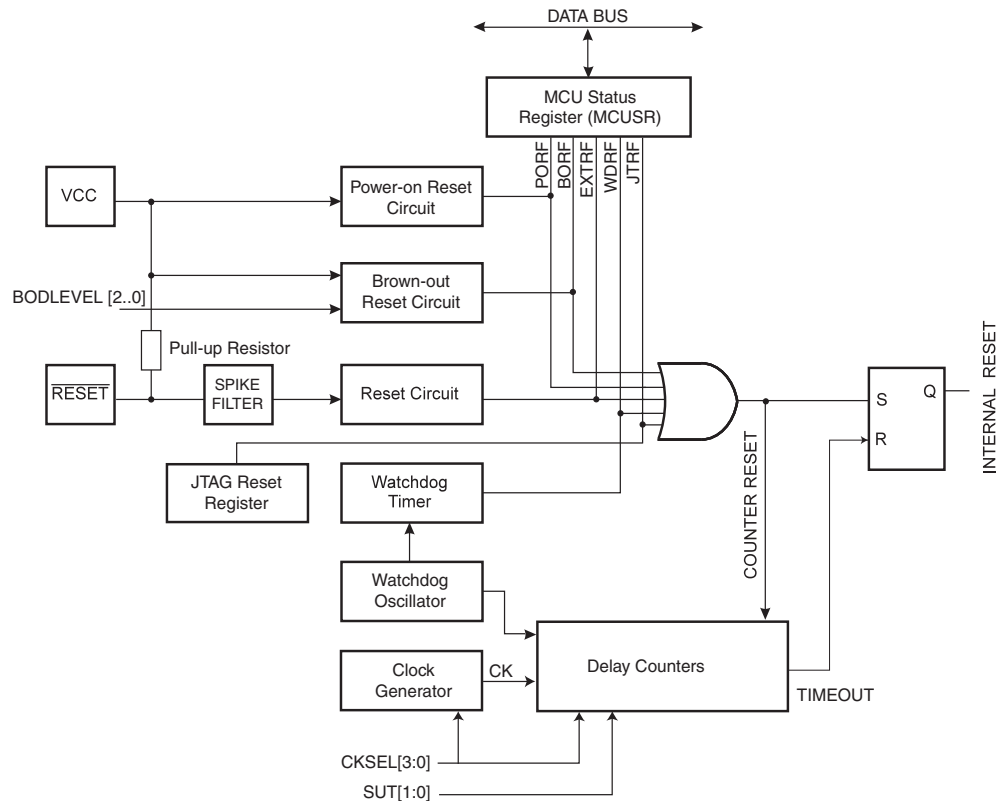 DATA BUS
MCU Status
Register (MCUSR)
PORF
BORF
EXTRF
WDRF
JTRF
VCC
Power-on Reset
Circuit
Brown-out
Reset Circuit
BODLEVEL [2..0]
Pull-up Resistor
RESET
SPIKE
FILTER
Reset Circuit
JTAG Reset
Register
Watchdog
Timer
S
Q
R
INTERNAL RESET
COUNTER RESET
Watchdog
Oscillator
Clock
Generator
CK
Delay Counters
TIMEOUT
CKSEL[3:0]
SUT[1:0]